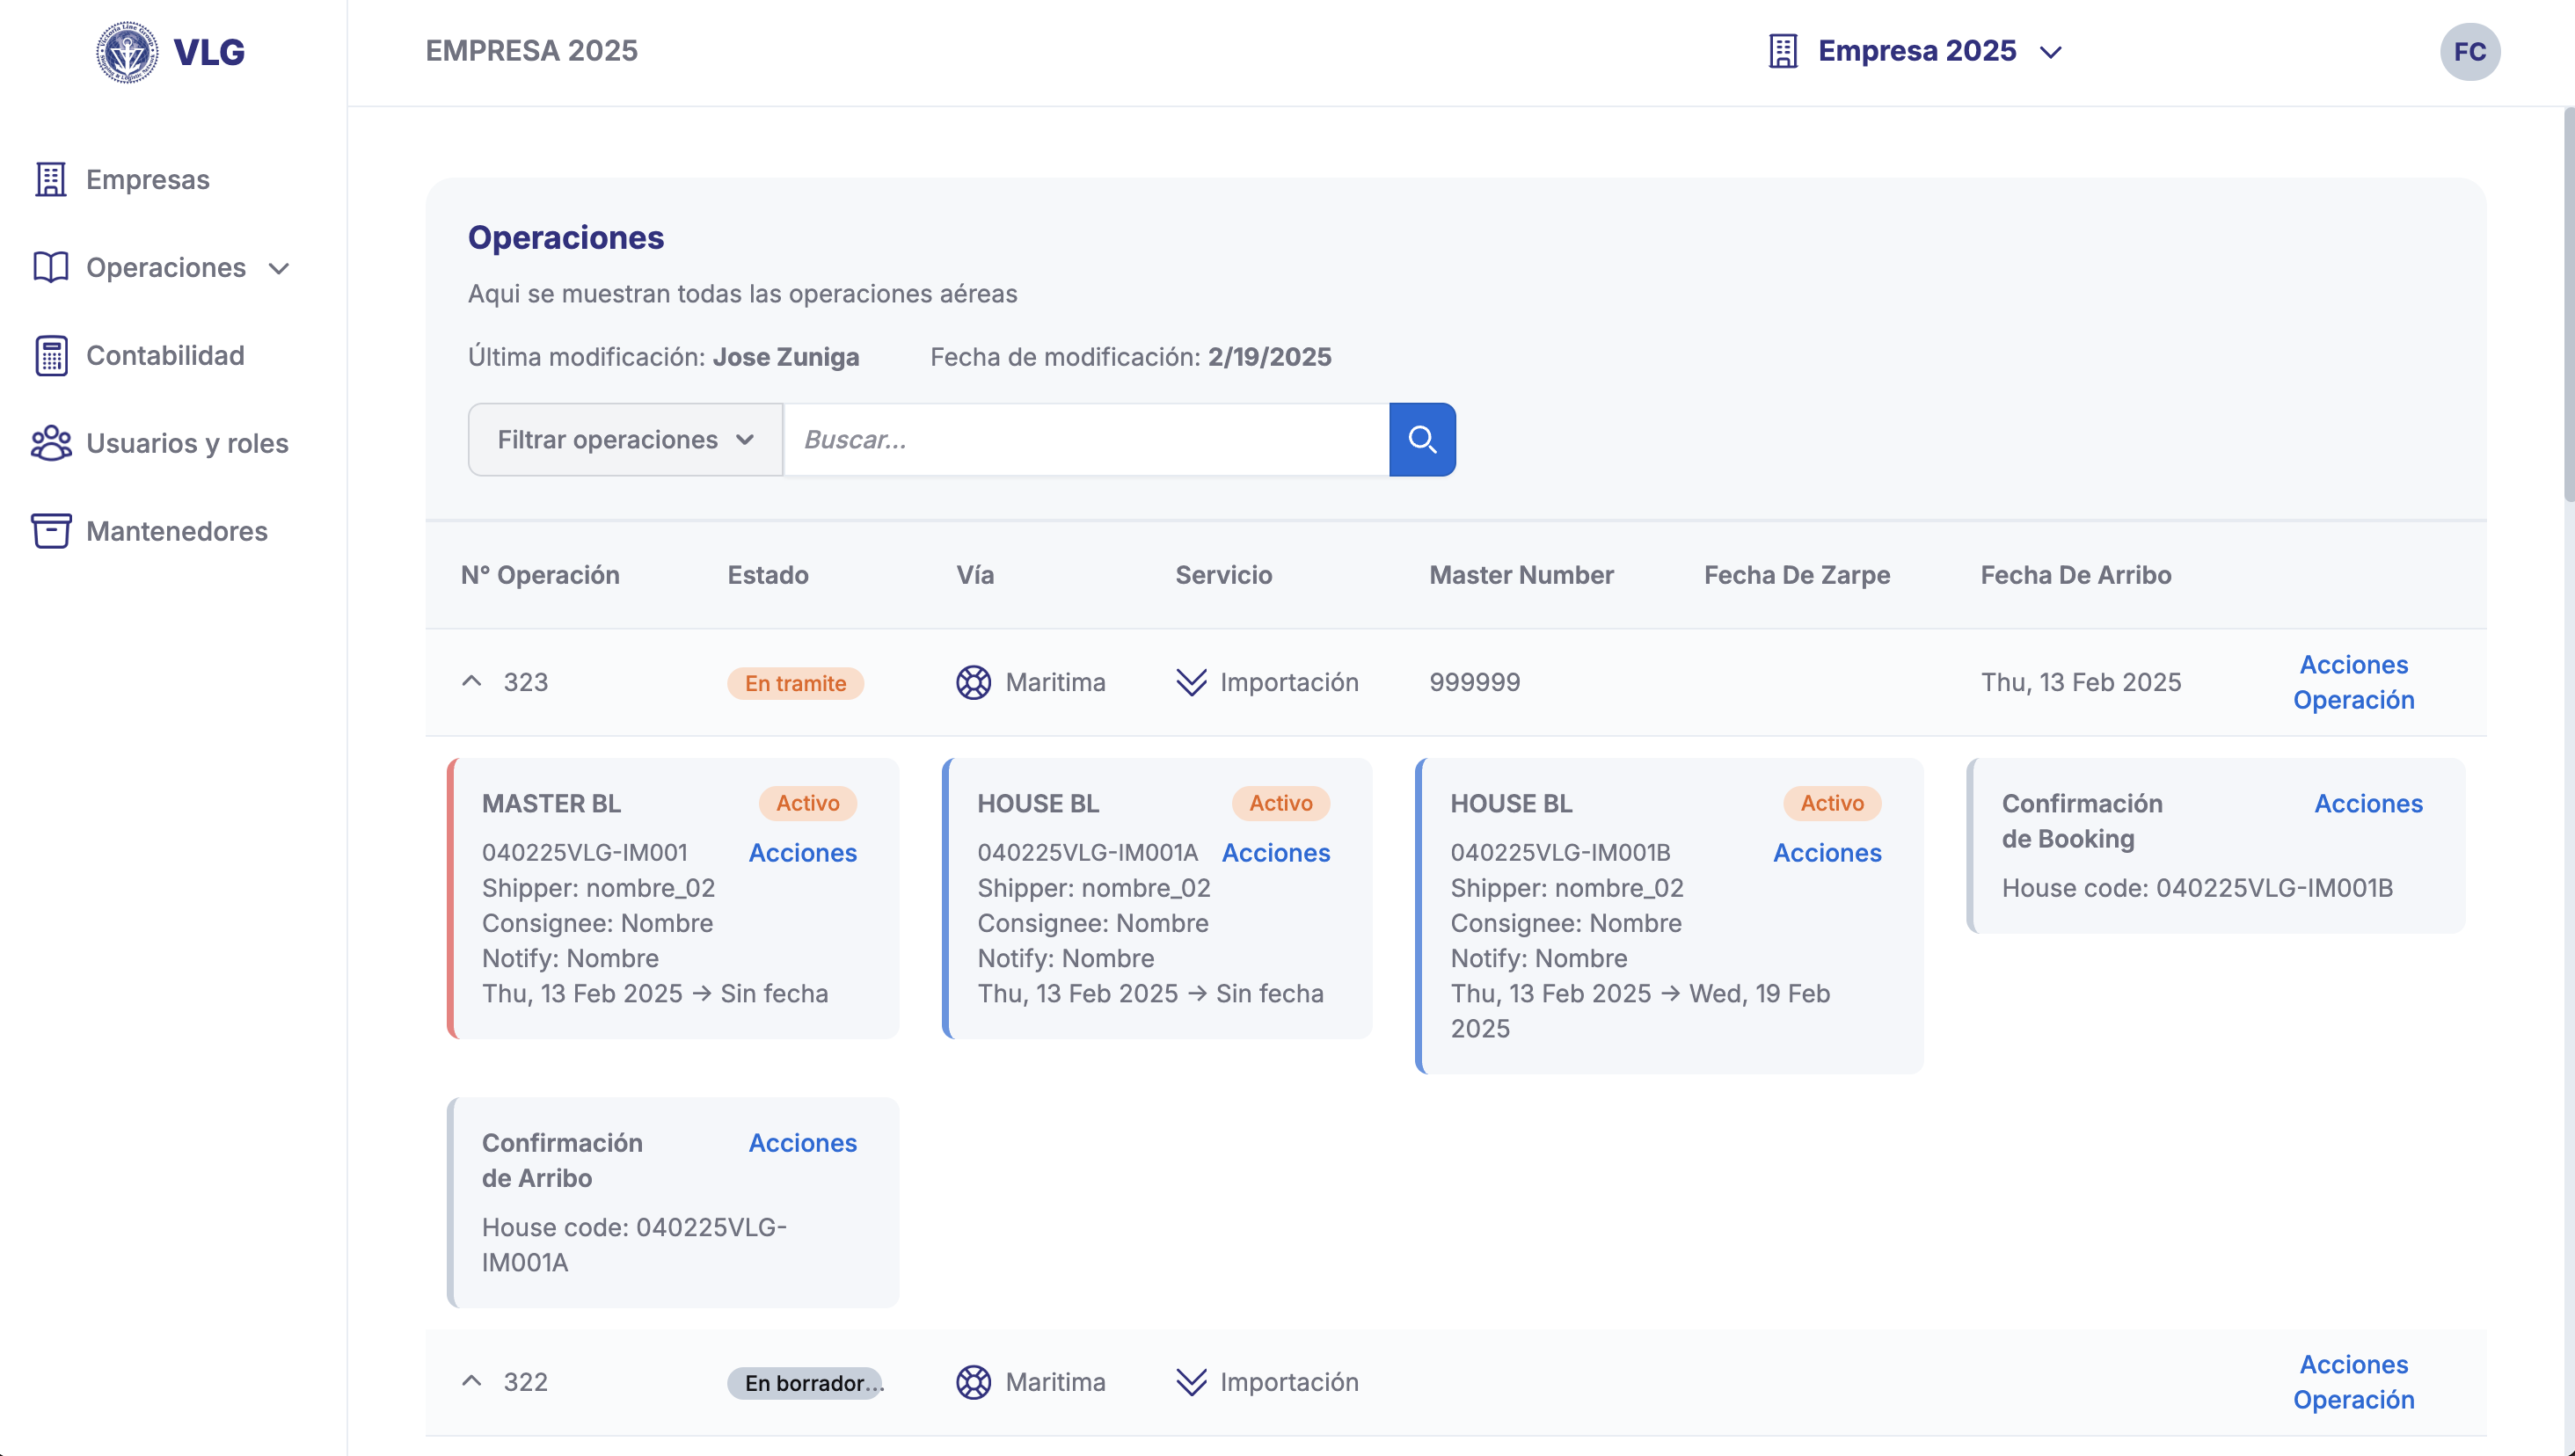 VLG
EMPRESA 2025
Empresa 2025
FC
Empresas
Operaciones
Contabilidad
Usuarios y roles
Mantenedores
Operaciones
Aqui se muestran todas las operaciones aéreas
Última modificación: Jose Zuniga Fecha de modificación: 2/19/2025
Filtrar operaciones Buscar...
N° Operación Estado Vía Servicio Master Number Fecha De Zarpe Fecha De Arribo
323 En tramite Maritima Importación 999999 Thu, 13 Feb 2025 Acciones
Operación
MASTER BL Activo
040225VLG-IM001 Acciones
Shipper: nombre_02
Consignee: Nombre
Notify: Nombre
Thu, 13 Feb 2025 → Sin fecha
HOUSE BL Activo
040225VLG-IM001A Acciones
Shipper: nombre_02
Consignee: Nombre
Notify: Nombre
Thu, 13 Feb 2025 → Sin fecha
HOUSE BL Activo
040225VLG-IM001B Acciones
Shipper: nombre_02
Consignee: Nombre
Notify: Nombre
Thu, 13 Feb 2025 → Wed, 19 Feb
2025
Confirmación Acciones
de Booking
House code: 040225VLG-IM001B
Confirmación Acciones
de Arribo
House code: 040225VLG-
IM001A
322 En borrador... Maritima Importación Acciones
Operación